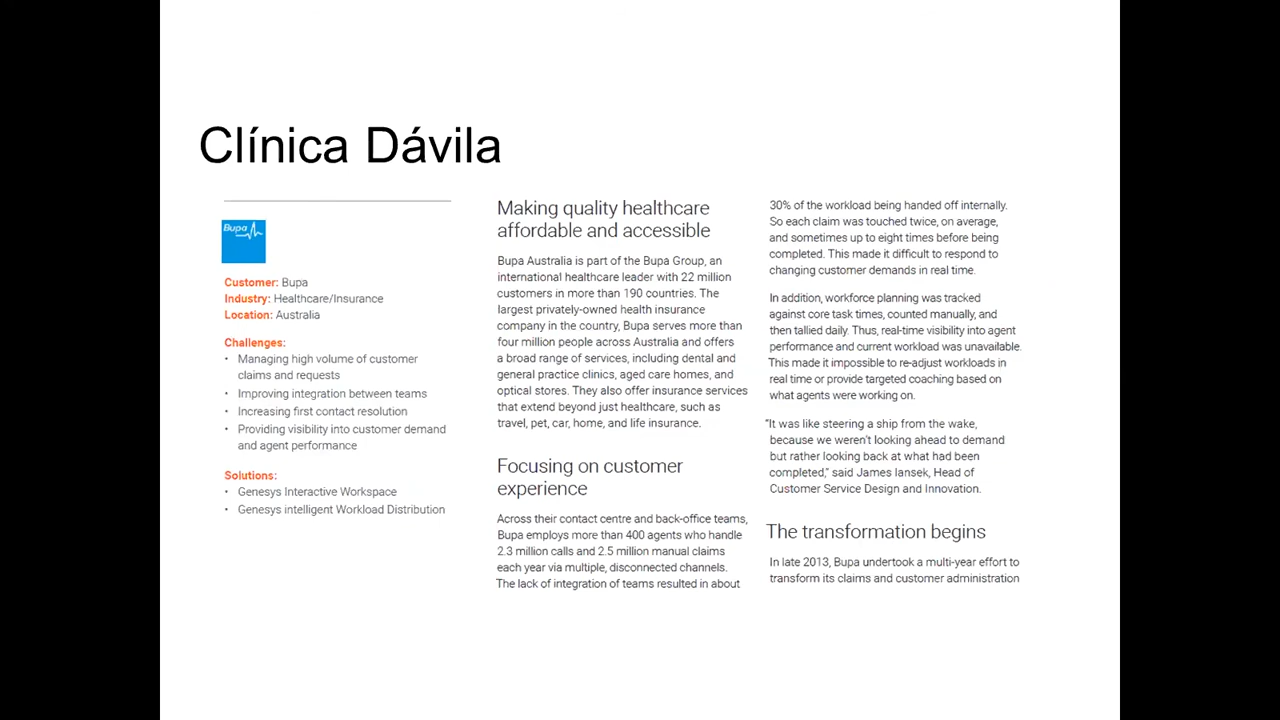 Clínica Dávila
Bupa
Customer: Bupa
Industry: Healthcare/Insurance
Location: Australia
Challenges:
• Managing high volume of customer
claims and requests
• Improving integration between teams
• Increasing first contact resolution
• Providing visibility into customer demand
and agent performance
Solutions:
• Genesys Interactive Workspace
• Genesys intelligent Workload Distribution
Making quality healthcare
affordable and accessible
Bupa Australia is part of the Bupa Group, an
international healthcare leader with 22 million
customers in more than 190 countries. The
largest privately-owned health insurance
company in the country, Bupa serves more than
four million people across Australia and offers
a broad range of services, including dental and
general practice clinics, aged care homes, and
optical stores. They also offer insurance services
that extend beyond just healthcare, such as
travel, pet, car, home, and life insurance.
Focusing on customer
experience
Across their contact centre and back-office teams,
Bupa employs more than 400 agents who handle
2.3 million calls and 2.5 million manual claims
each year via multiple, disconnected channels.
The lack of integration of teams resulted in about
30% of the workload being handed off internally.
So each claim was touched twice, on average,
and sometimes up to eight times before being
completed. This made it difficult to respond to
changing customer demands in real time.
In addition, workforce planning was tracked
against core task times, counted manually, and
then tallied daily. Thus, real-time visibility into agent
performance and current workload was unavailable.
This made it impossible to re-adjust workloads in
real time or provide targeted coaching based on
what agents were working on.
"It was like steering a ship from the wake,
because we weren't looking ahead to demand
but rather looking back at what had been
completed," said James Iansek, Head of
Customer Service Design and Innovation.
The transformation begins
In late 2013, Bupa undertook a multi-year effort to
transform its claims and customer administration